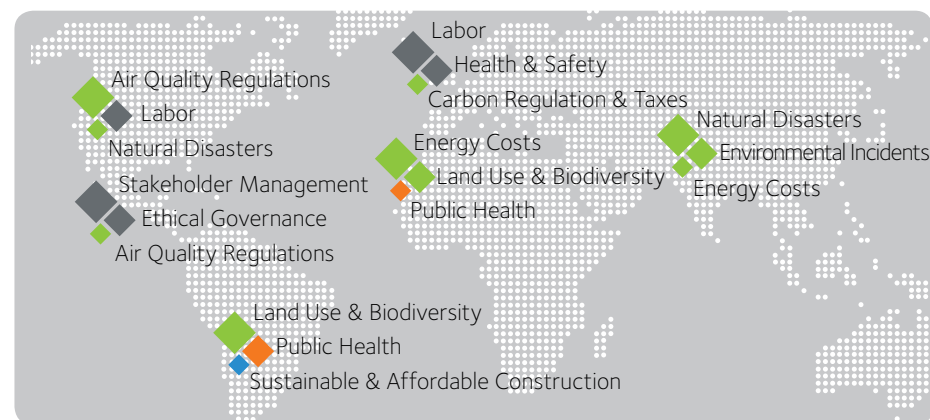 Air Quality Regulations
Labor
Natural Disasters
Stakeholder Management
Ethical Governance
Air Quality Regulations
Land Use & Biodiversity
Public Health
Sustainable & Affordable Construction
Labor
Health & Safety
Carbon Regulation & Taxes
Energy Costs
Land Use & Biodiversity
Public Health
Natural Disasters
Environmental Incidents
Energy Costs